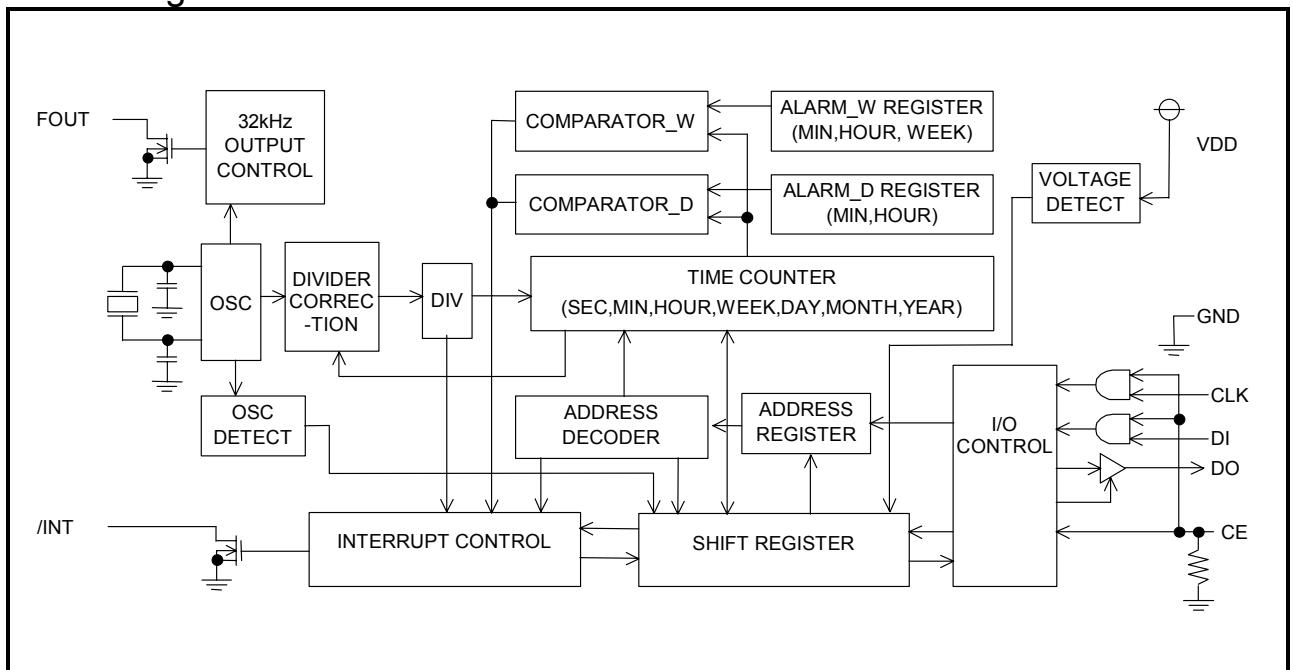 FOUT
32kHz
OUTPUT
CONTROL
COMPARATOR_W
ALARM_W REGISTER
(MIN,HOUR, WEEK)
VDD
COMPARATOR_D
ALARM_D REGISTER
(MIN,HOUR)
VOLTAGE
DETECT
OSC
DIVIDER
CORREC
-TION
DIV
TIME COUNTER
(SEC,MIN,HOUR,WEEK,DAY,MONTH,YEAR)
GND
OSC
DETECT
ADDRESS
DECODER
ADDRESS
REGISTER
I/O
CONTROL
CLK
DI
DO
/INT
INTERRUPT CONTROL
SHIFT REGISTER
CE